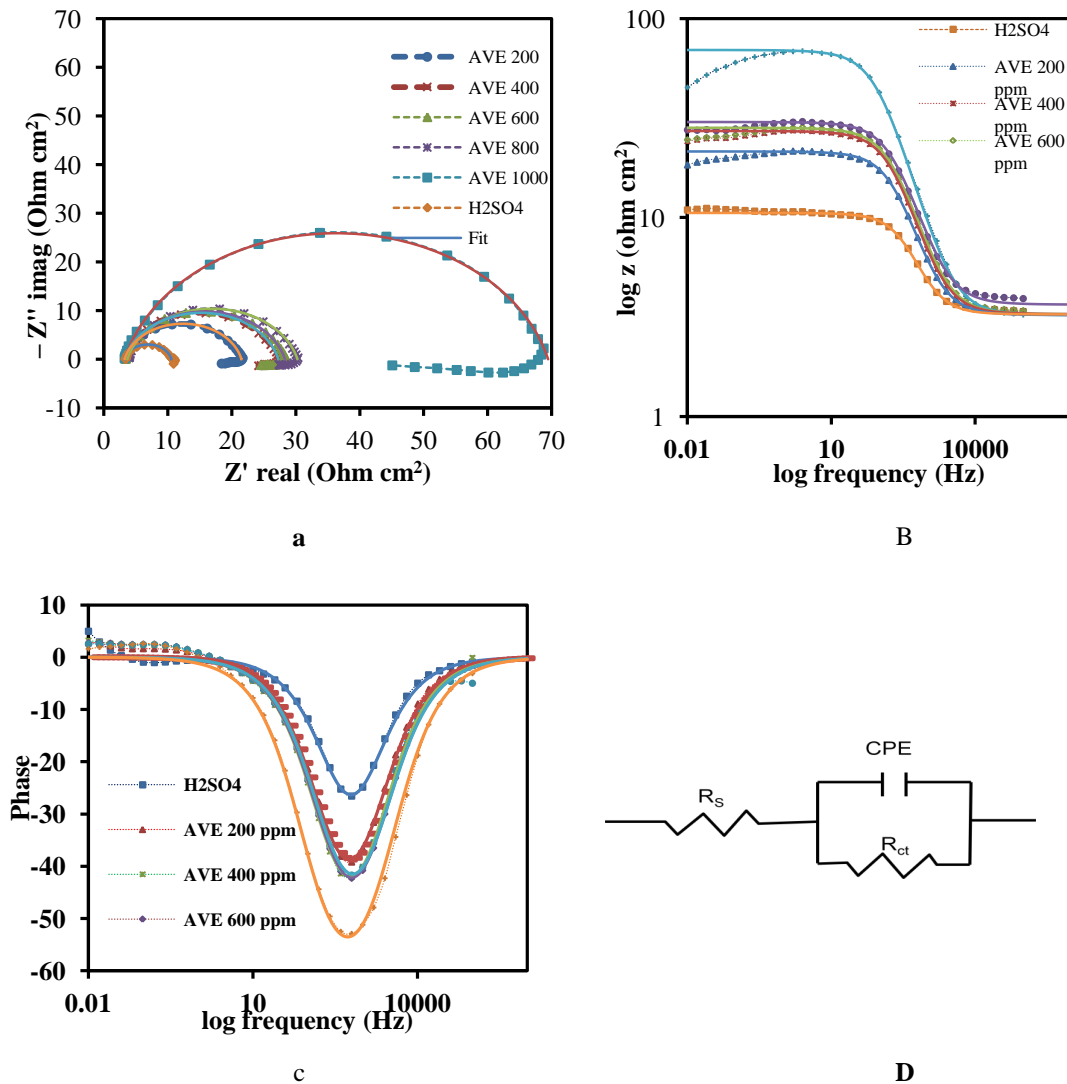 70
60
50
40
30
20
10
0
-10
– Z'' imag (Ohm cm2)
0 10 20 30 40 50 60 70
Z' real (Ohm cm2)
AVE 200
AVE 400
AVE 600
AVE 800
AVE 1000
H2SO4
Fit
a
100
10
1
log z (ohm cm2)
0.01 10 10000
log frequency (Hz)
H2SO4
AVE 200
ppm
AVE 400
ppm
AVE 600
ppm
B
10
0
-10
-20
-30
-40
-50
-60
Phase
0.01 10 10000
log frequency (Hz)
H2SO4
AVE 200 ppm
AVE 400 ppm
AVE 600 ppm
c
CPE
RS
Rct
D